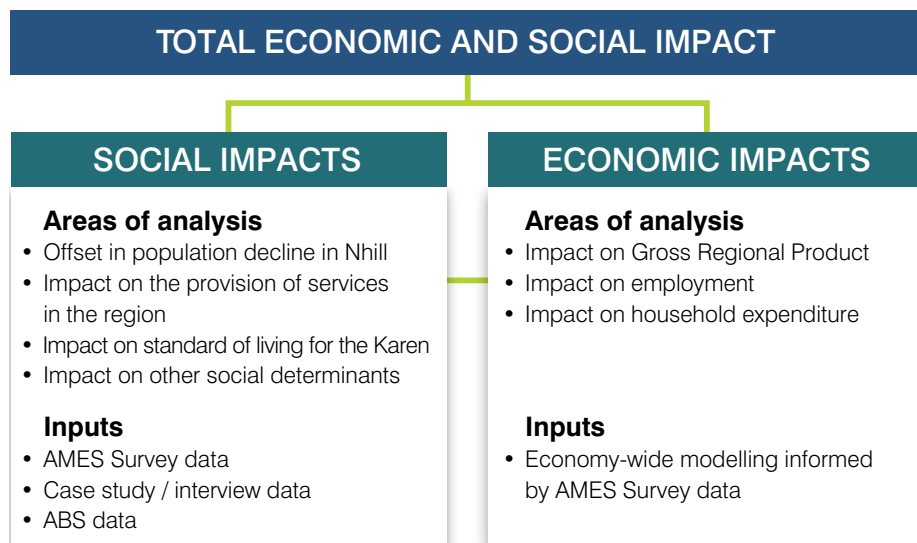 TOTAL ECONOMIC AND SOCIAL IMPACT
SOCIAL IMPACTS
Areas of analysis
• Offset in population decline in Nhill
• Impact on the provision of services
in the region
• Impact on standard of living for the Karen
• Impact on other social determinants
Inputs
• AMES Survey data
• Case study / interview data
• ABS data
ECONOMIC IMPACTS
Areas of analysis
• Impact on Gross Regional Product
• Impact on employment
• Impact on household expenditure
Inputs
• Economy-wide modelling informed
by AMES Survey data